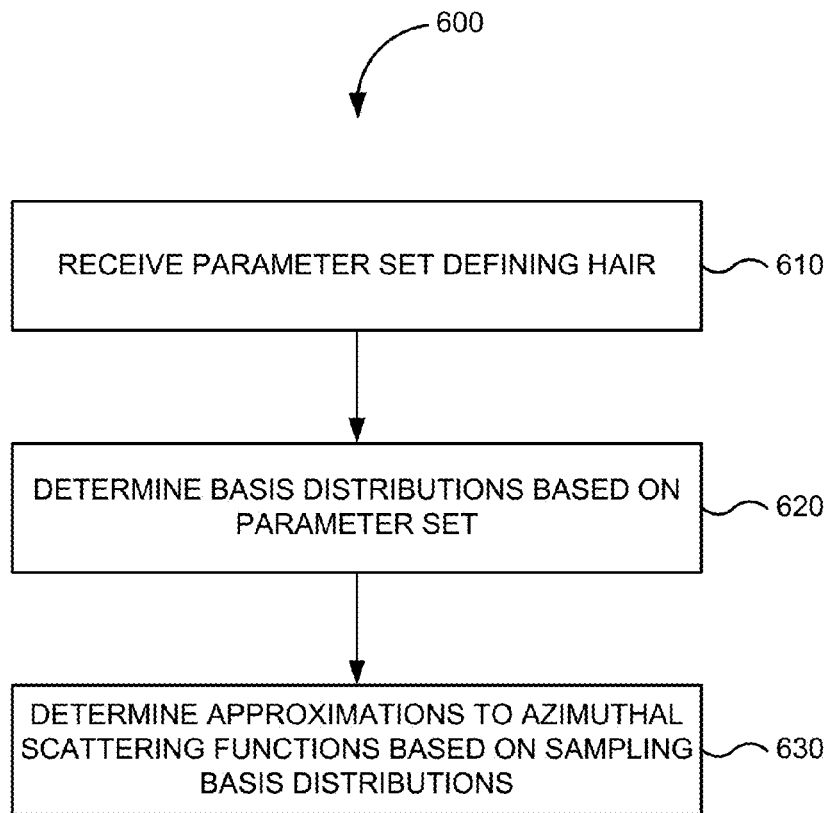 600
RECEIVE PARAMETER SET DEFINING HAIR
610
DETERMINE BASIS DISTRIBUTIONS BASED ON
PARAMETER SET
620
DETERMINE APPROXIMATIONS TO AZIMUTHAL
SCATTERING FUNCTIONS BASED ON SAMPLING
BASIS DISTRIBUTIONS
630